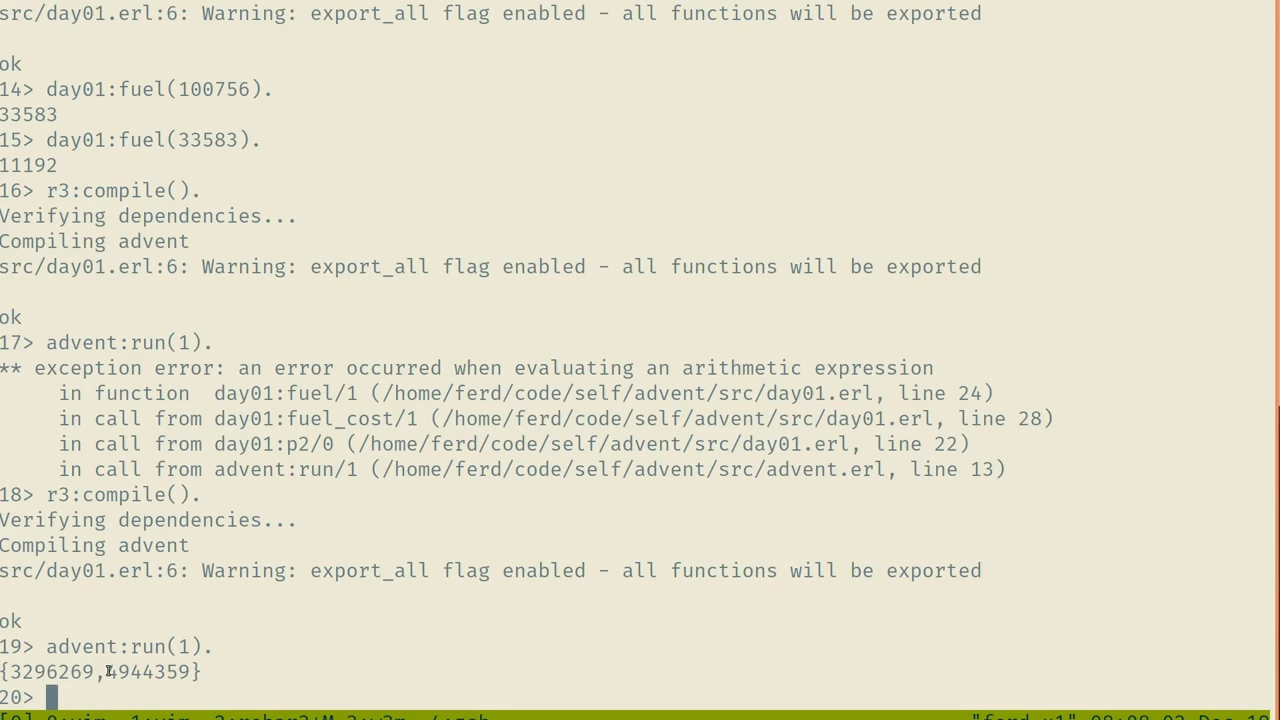 src/day01.erl:6: Warning: export_all flag enabled - all functions will be exported
ok
14> day01:fuel(100756).
33583
15> day01:fuel(33583).
11192
16> r3:compile().
Verifying dependencies...
Compiling advent
src/day01.erl:6: Warning: export_all flag enabled - all functions will be exported
ok
17> advent:run(1).
** exception error: an error occurred when evaluating an arithmetic expression
in function day01:fuel/1 (/home/ferd/code/self/advent/src/day01.erl, line 24)
in call from day01:fuel_cost/1 (/home/ferd/code/self/advent/src/day01.erl, line 28)
in call from day01:p2/0 (/home/ferd/code/self/advent/src/day01.erl, line 22)
in call from advent:run/1 (/home/ferd/code/self/advent/src/advent.erl, line 13)
18> r3:compile().
Verifying dependencies...
Compiling advent
src/day01.erl:6: Warning: export_all flag enabled - all functions will be exported
ok
19> advent:run(1).
{3296269,4944359}
20>